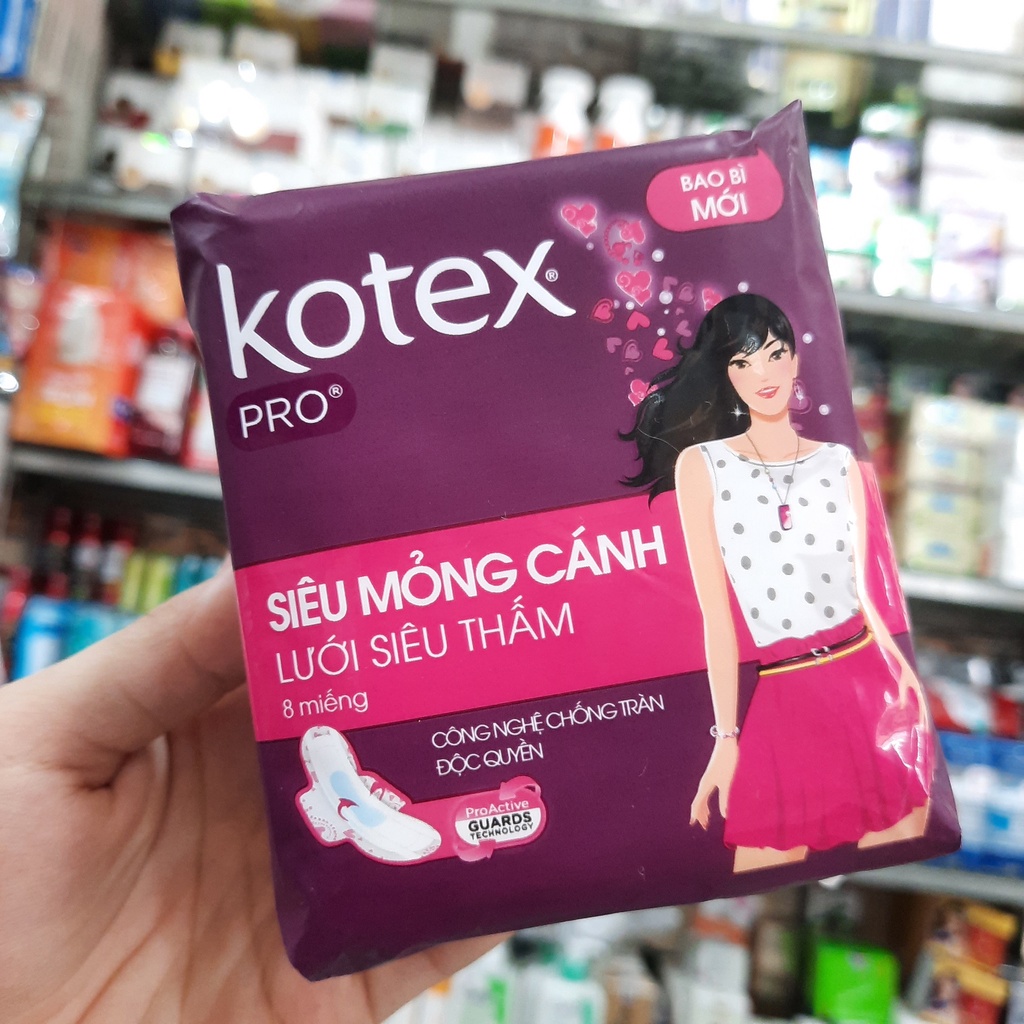 BAO BÌ
MỚI
kotex®
PRO®
SIÊU MỎNG CÁNH
LƯỚI SIÊU THẤM
8 miếng
CÔNG NGHỆ CHỐNG TRÀN
ĐỘC QUYỀN
ProActive
GUARDS
TECHNOLOGY